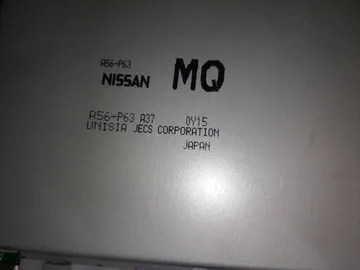 A56-P63
NISSAN MQ
A56-P63 A37 0Y15
UNISIA JECS CORPORATION
JAPAN